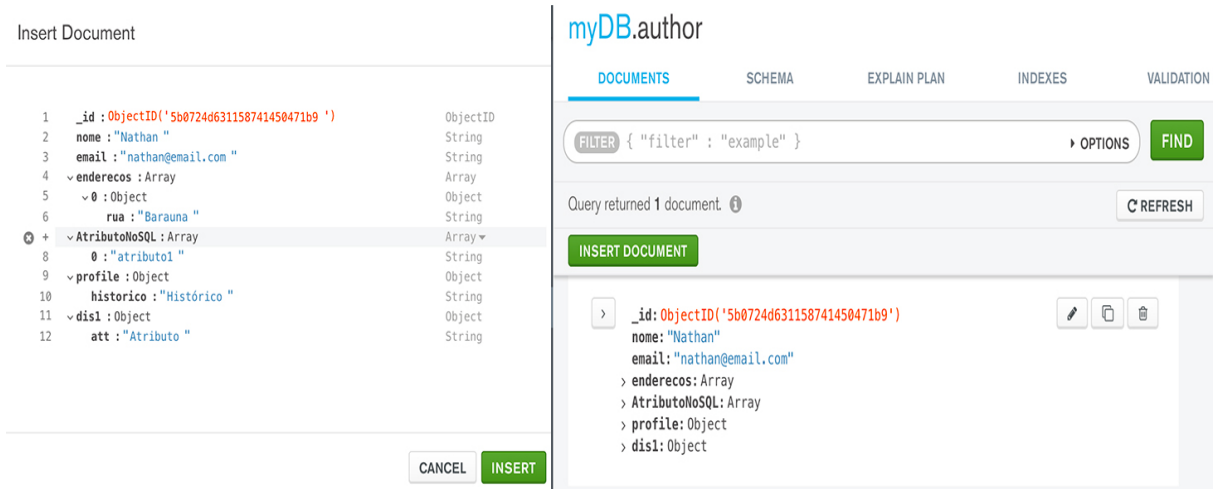 Insert Document
1 _id : ObjectID('5b0724d631158741450471b9 ') ObjectID
2 nome : "Nathan " String
3 email : "nathan@email.com " String
4 enderecos : Array Array
5 0 : Object Object
6 rua : "Barauna " String
+ AtributoNoSQL : Array Array
8 0 : "atributo1 " String
9 profile : Object Object
10 historico : "Histórico " String
11 dis1 : Object Object
12 att : "Atributo " String
CANCEL INSERT
myDB.author
DOCUMENTS SCHEMA EXPLAIN PLAN INDEXES VALIDATION
FILTER { "filter" : "example" } OPTIONS FIND
Query returned 1 document. REFRESH
INSERT DOCUMENT
_id: ObjectID('5b0724d631158741450471b9')
nome: "Nathan"
email: "nathan@email.com"
> enderecos: Array
> AtributoNoSQL: Array
> profile: Object
> dis1: Object